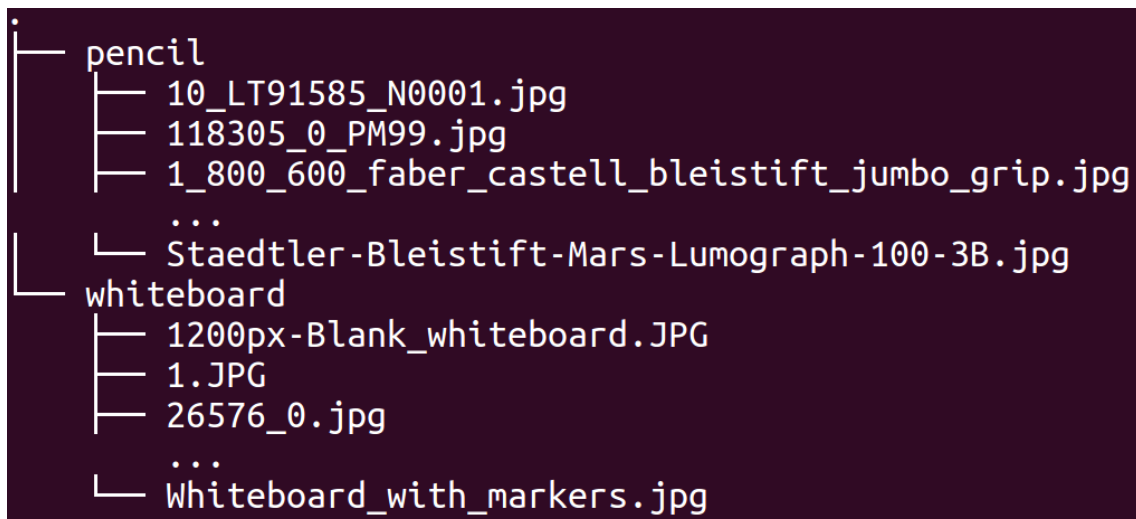 .
├── pencil
│   ├── 10_LT91585_N0001.jpg
│   ├── 118305_0_PM99.jpg
│   ├── 1_800_600_faber_castell_bleistift_jumbo_grip.jpg
...
│   └── Staedtler-Bleistift-Mars-Lumograph-100-3B.jpg
└── whiteboard
├── 1200px-Blank_whiteboard.JPG
├── 1.JPG
├── 26576_0.jpg
...
└── Whiteboard_with_markers.jpg